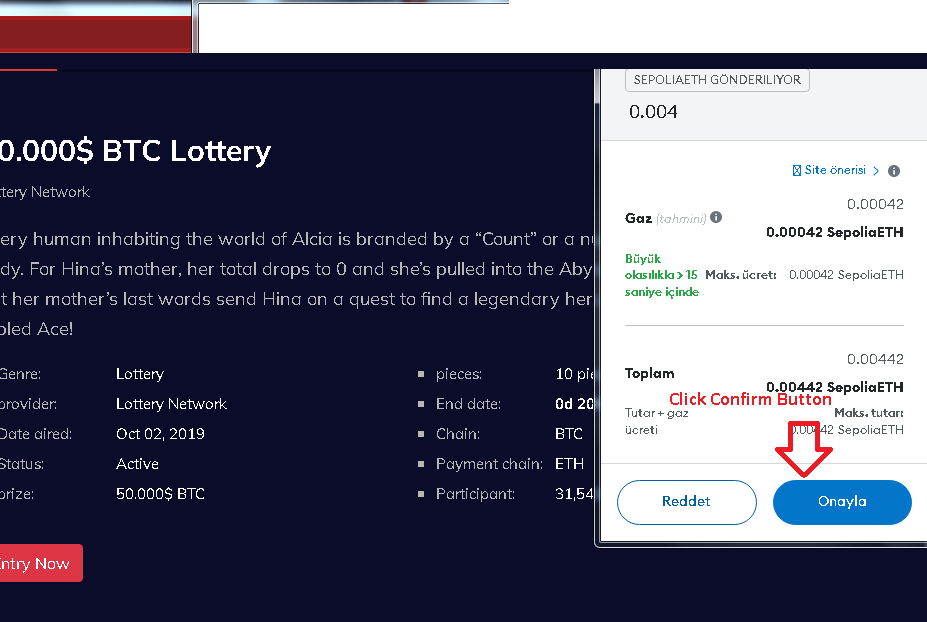 0.000$ BTC Lottery
ttery Network
ery human inhabiting the world of Alcia is branded by a “Count” or a nu
dy. For Hina’s mother, her total drops to 0 and she’s pulled into the Aby
t her mother’s last words send Hina on a quest to find a legendary her
bled Ace!
Genre: Lottery
provider: Lottery Network
Date aired: Oct 02, 2019
Status: Active
prize: 50.000$ BTC
pieces: 10 pie
End date: 0d 20
Chain: BTC
Payment chain: ETH
Participant: 31,54
Entry Now
SEPOLIAETH GÖNDERILIYOR
0.004
Site önerisi
Gaz (tahmini)
0.00042
0.00042 SepoliaETH
Büyük
olasılıkla > 15
saniye içinde
Maks. ücret: 0.00042 SepoliaETH
Toplam
0.00442
0.00442 SepoliaETH
Click Confirm Button
Tutar + gaz
ücreti
Maks. tutar:
0.00442 SepoliaETH
Reddet
Onayla